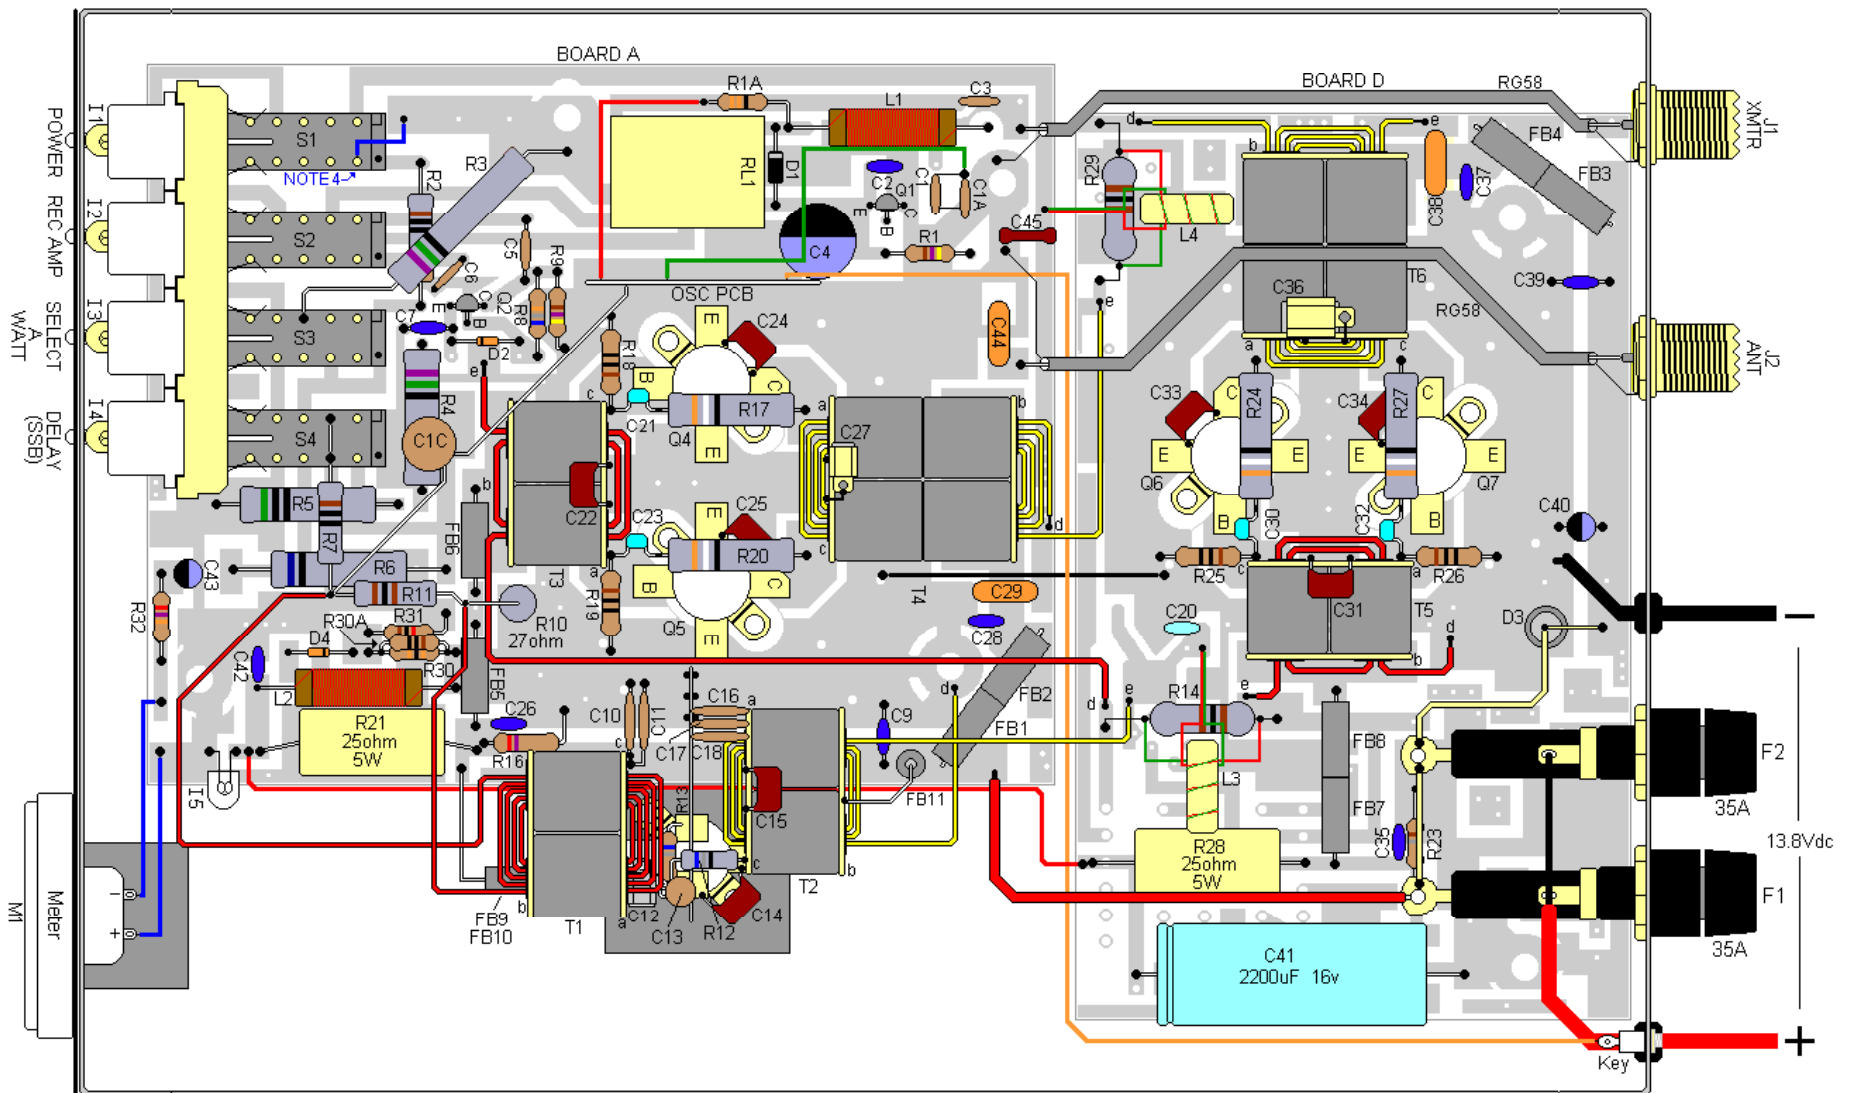 BOARD A
BOARD D
RG58
J1
XMTR
R1A
C3
L1
I1
POWER
S1
NOTE 4
R3
R2
RL1
D1
C2
Q1
E
C
B
C1
C1A
R29
d
e
b
FB4
FB3
C37
C38
L4
I2
REC AMP
S2
C5
R9
C4
R1
C45
T6
RG58
C39
C6
E
C
B
Q2
R8
OSC PCB
C36
e
I3
SELECT
A
WATT
S3
C7
D2
e
R18
E
C24
B
C
C44
a
c
J2
ANT
I4
DELAY
(SSB)
S4
R4
C1C
c
C21
Q4
R17
E
a
b
C27
C33
R24
C
C34
R27
C
E
E
E
E
Q6
Q7
B
B
b
C22
C23
E
C25
c
d
C30
C32
C40
R5
R7
FB6
R6
R11
C43
T3
a
R19
B
C
R20
Q5
E
T4
C29
C28
R25
c
a
R26
C31
T5
b
d
C20
D3
–
R32
R31
R30A
R30
D4
R10
27ohm
C42
L2
FB5
R21
25ohm
5W
C26
R16
C10
C11
C16
C17
C18
a
c
C9
d
FB2
FB1
FB11
e
d
R14
e
L3
FB8
FB7
F2
35A
I5
R13
C15
c
b
T2
R28
25ohm
5W
C35
R23
13.8Vdc
F1
35A
–
+
Meter
M1
FB9
FB10
b
T1
a
C12
C13
R12
C14
C41
2200uF 16v
Key
+